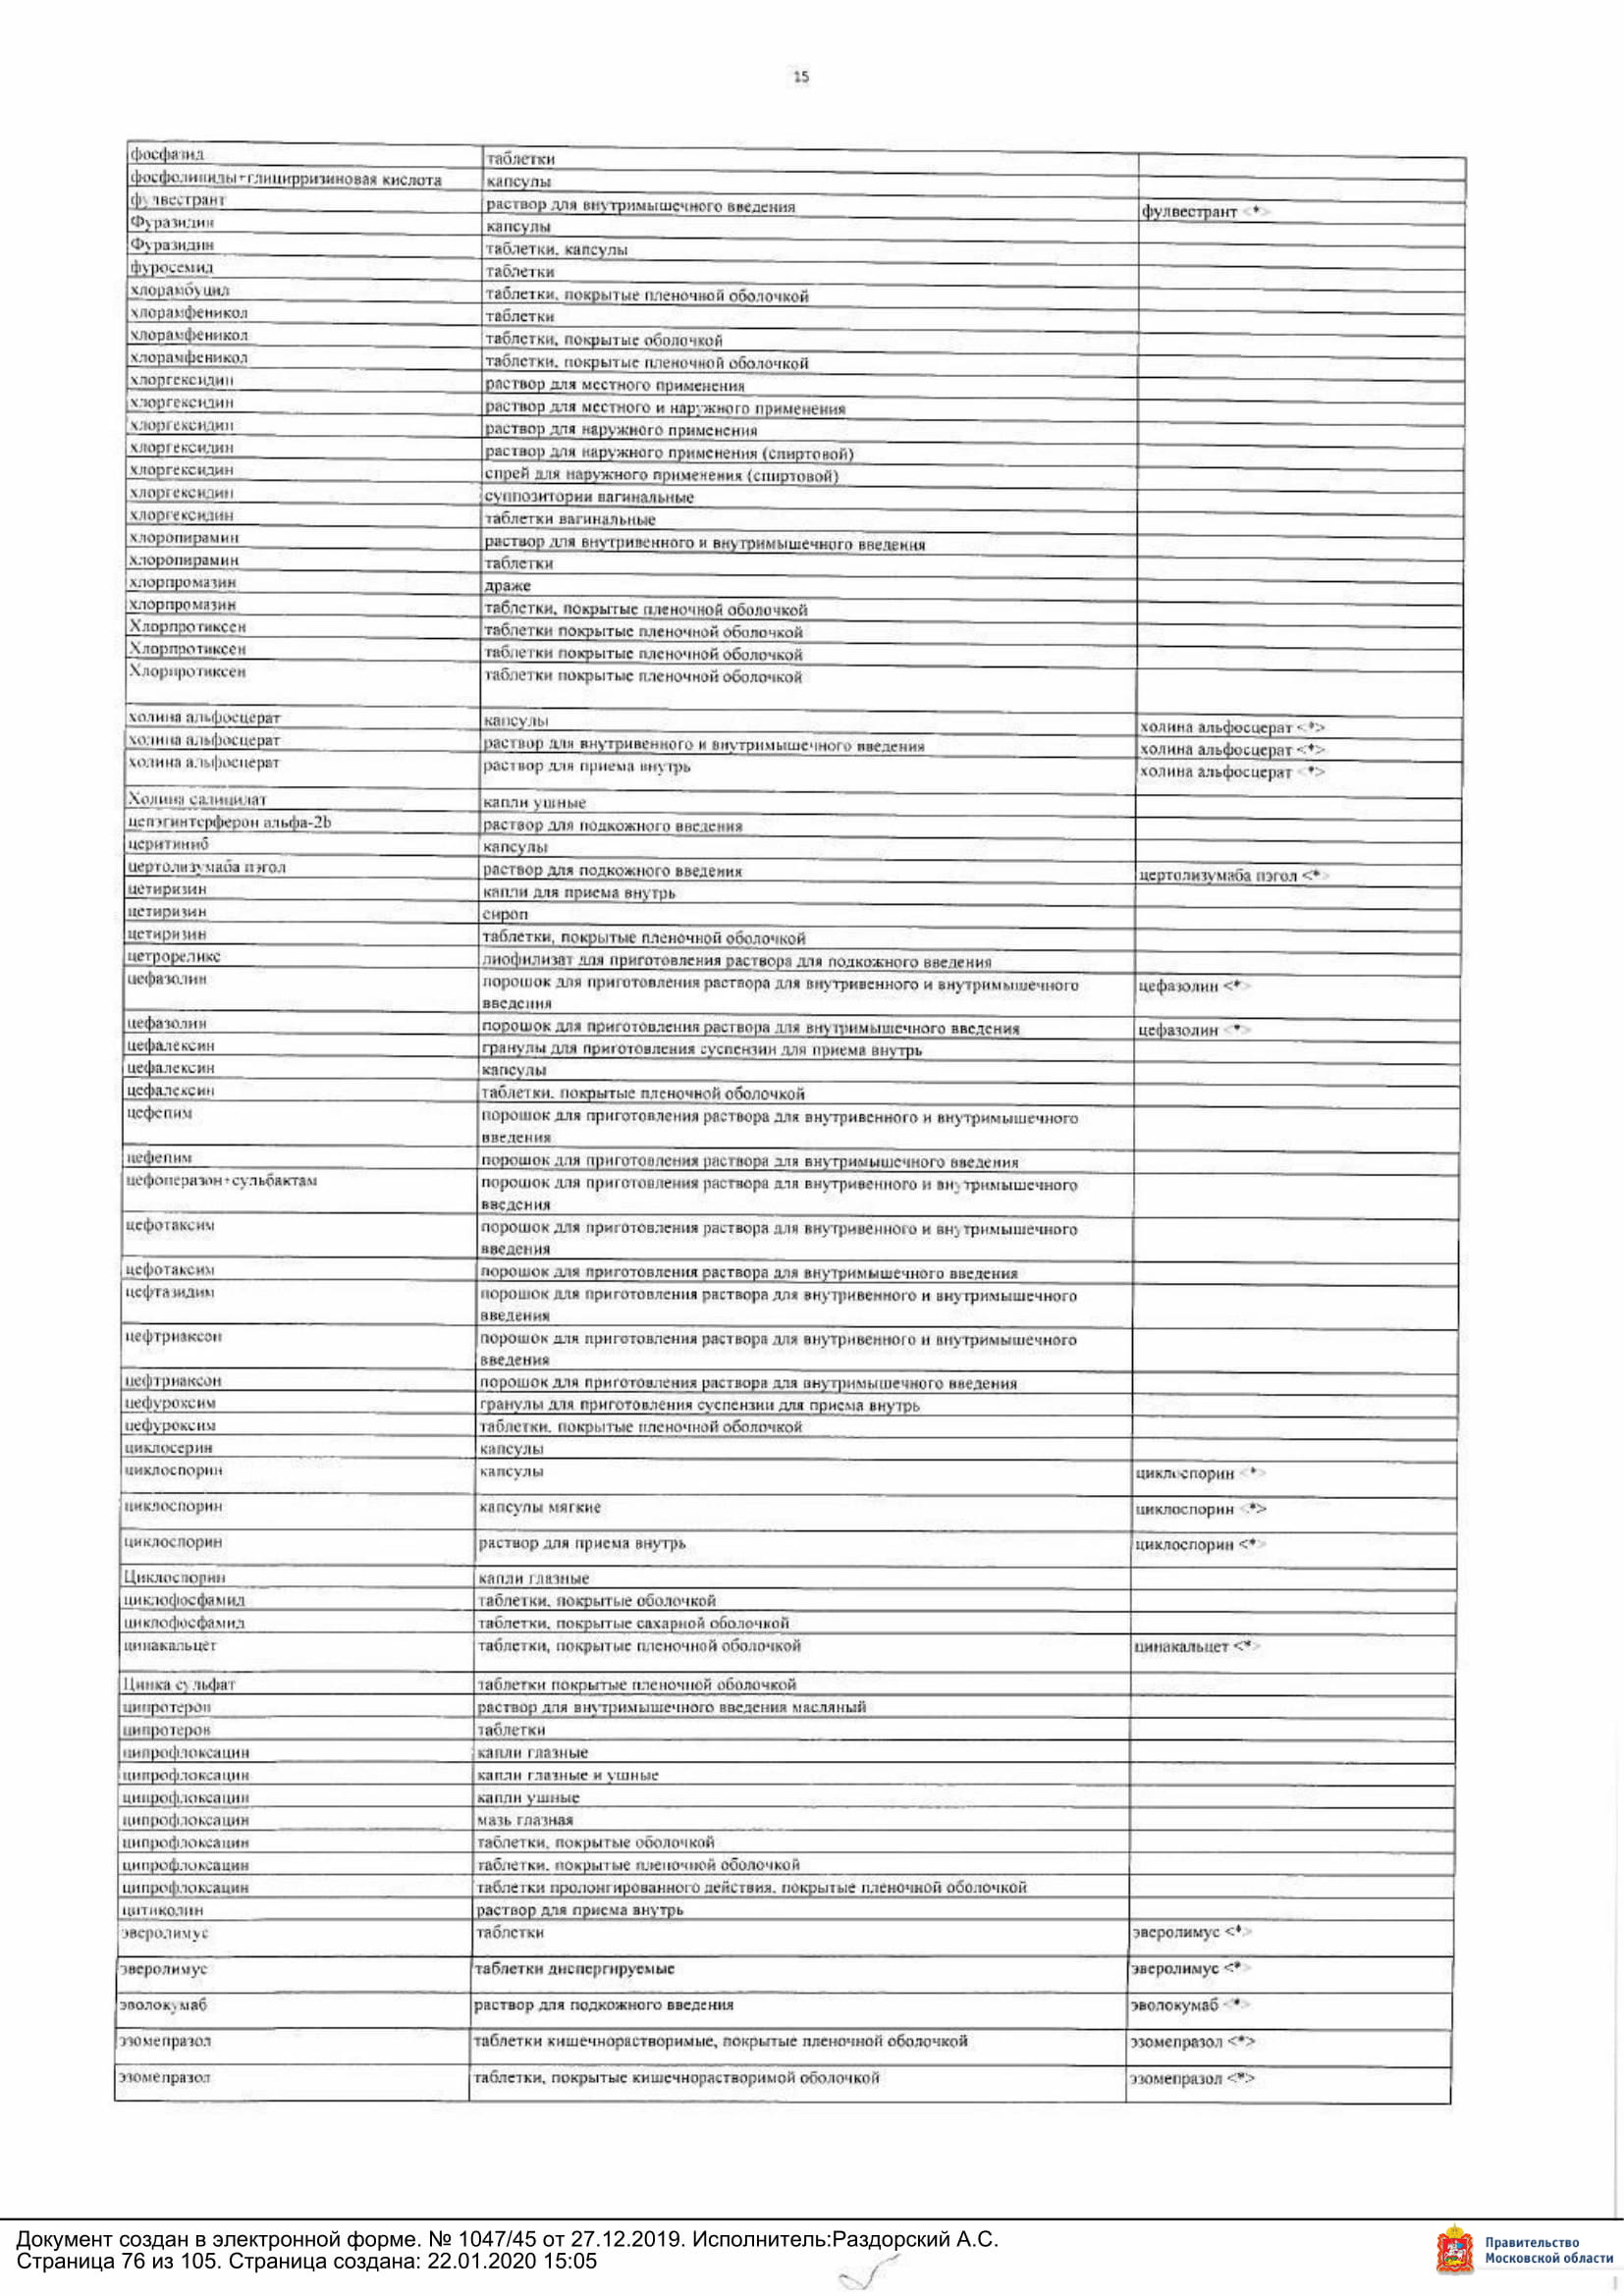 15
фосфазид таблетки
фосфолипиды+глицирризиновая кислота капсулы
фулвестрант раствор для внутримышечного введения фулвестрант <*>
Фуразидин капсулы
Фуразидин таблетки, капсулы
фуросемид таблетки
хлорамбуцил таблетки, покрытые пленочной оболочкой
хлорамфеникол таблетки
хлорамфеникол таблетки, покрытые оболочкой
хлорамфеникол таблетки, покрытые пленочной оболочкой
хлоргексидин раствор для местного применения
хлоргексидин раствор для местного и наружного применения
хлоргексидин раствор для наружного применения
хлоргексидин раствор для наружного применения (спиртовой)
хлоргексидин спрей для наружного применения (спиртовой)
хлоргексидин суппозитории вагинальные
хлоргексидин таблетки вагинальные
хлоропирамин раствор для внутривенного и внутримышечного введения
хлоропирамин таблетки
хлорпромазин драже
хлорпромазин таблетки, покрытые пленочной оболочкой
Хлорпротиксен таблетки покрытые пленочной оболочкой
Хлорпротиксен таблетки покрытые пленочной оболочкой
Хлорпротиксен таблетки покрытые пленочной оболочкой
холина альфосцерат капсулы холина альфосцерат <*>
холина альфосцерат раствор для внутривенного и внутримышечного введения холина альфосцерат <*>
холина альфосцерат раствор для приема внутрь холина альфосцерат <*>
Холина салицилат капли ушные
цепэгинтерферон альфа-2b раствор для подкожного введения
церитиниб капсулы
цертолизумаба пэгол раствор для подкожного введения цертолизумаба пэгол <*>
цетиризин капли для приема внутрь
цетиризин сироп
цетиризин таблетки, покрытые пленочной оболочкой
цетрореликс лиофилизат для приготовления раствора для подкожного введения
цефазолин порошок для приготовления раствора для внутривенного и внутримышечного цефазолин <*>
введения
цефазолин порошок для приготовления раствора для внутримышечного введения цефазолин <*>
цефалексин гранулы для приготовления суспензии для приема внутрь
цефалексин капсулы
цефалексин таблетки, покрытые пленочной оболочкой
цефепим порошок для приготовления раствора для внутривенного и внутримышечного
введения
цефепим порошок для приготовления раствора для внутримышечного введения
цефоперазон+сульбактам порошок для приготовления раствора для внутривенного и внутримышечного
введения
цефотаксим порошок для приготовления раствора для внутривенного и внутримышечного
введения
цефотаксим порошок для приготовления раствора для внутримышечного введения
цефтазидим порошок для приготовления раствора для внутривенного и внутримышечного
введения
цефтриаксон порошок для приготовления раствора для внутривенного и внутримышечного
введения
цефтриаксон порошок для приготовления раствора для внутримышечного введения
цефуроксим гранулы для приготовления суспензии для приема внутрь
цефуроксим таблетки, покрытые пленочной оболочкой
циклосерин капсулы
циклоспорин капсулы циклоспорин <*>
циклоспорин капсулы мягкие циклоспорин <*>
циклоспорин раствор для приема внутрь циклоспорин <*>
Циклоспорин капли глазные
циклофосфамид таблетки, покрытые оболочкой
циклофосфамид таблетки, покрытые сахарной оболочкой
цинакальцет таблетки, покрытые пленочной оболочкой цинакальцет <*>
Цинка сульфат таблетки покрытые пленочной оболочкой
ципротерон раствор для внутримышечного введения масляный
ципротерон таблетки
ципрофлоксацин капли глазные
ципрофлоксацин капли глазные и ушные
ципрофлоксацин капли ушные
ципрофлоксацин мазь глазная
ципрофлоксацин таблетки, покрытые оболочкой
ципрофлоксацин таблетки, покрытые пленочной оболочкой
ципрофлоксацин таблетки пролонгированного действия, покрытые пленочной оболочкой
цитиколин раствор для приема внутрь
эверолимус таблетки эверолимус <*>
эверолимус таблетки диспергируемые эверолимус <*>
эволокумаб раствор для подкожного введения эволокумаб <*>
эзомепразол таблетки кишечнорастворимые, покрытые пленочной оболочкой эзомепразол <*>
эзомепразол таблетки, покрытые кишечнорастворимой оболочкой эзомепразол <*>
Документ создан в электронной форме. № 1047/45 от 27.12.2019. Исполнитель:Раздорский А.С.
Страница 76 из 105. Страница создана: 22.01.2020 15:05
Правительство
Московской области